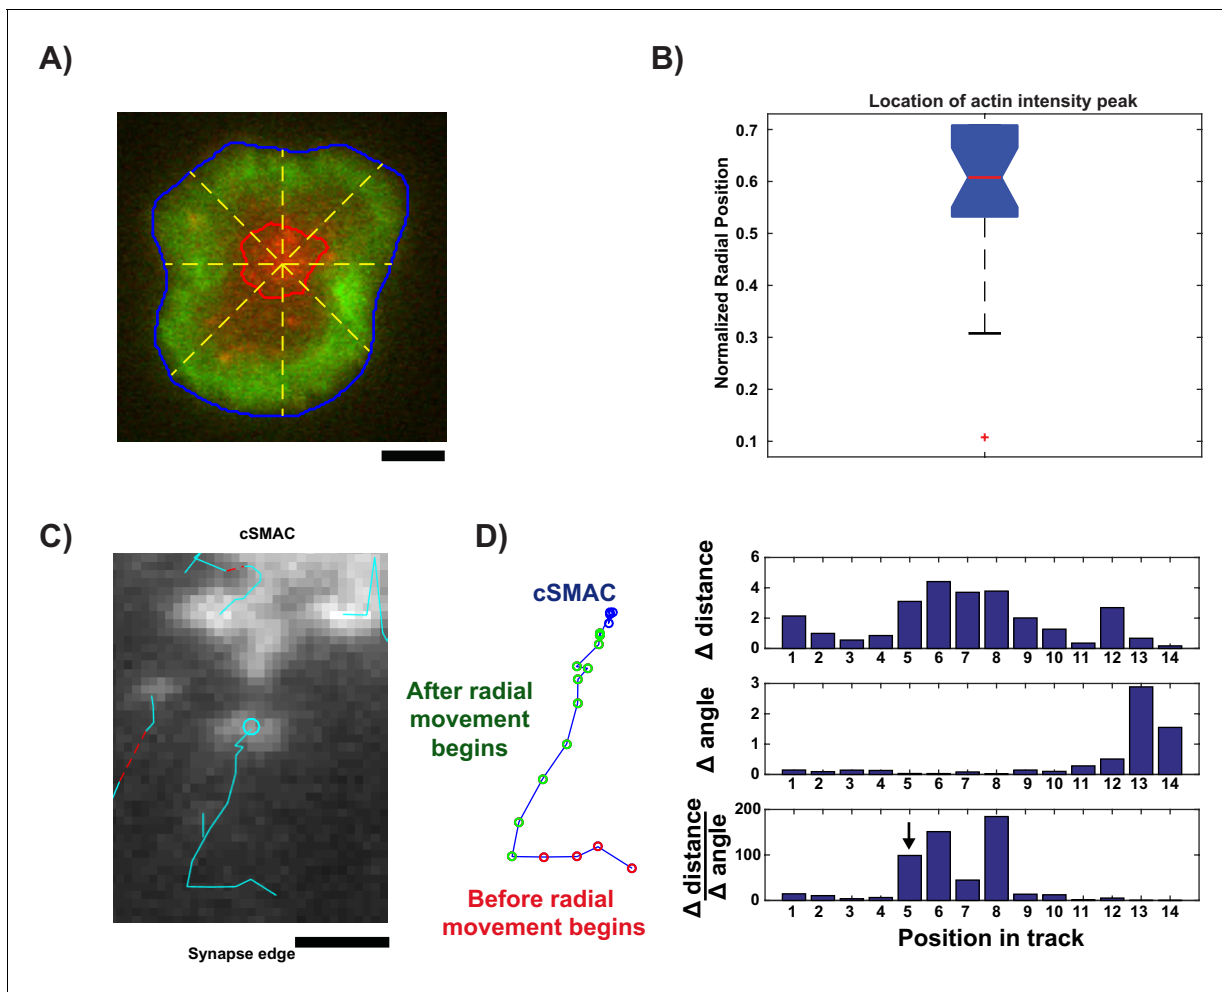 A)
B)
Location of actin intensity peak
Normalized Radial Position
0.7
0.6
0.5
0.4
0.3
0.2
0.1
C)
cSMAC
Synapse edge
D)
cSMAC
After radial
movement
begins
Before radial
movement begins
Δ distance
6
4
2
0
1 2 3 4 5 6 7 8 9 10 11 12 13 14
Δ angle
3
2
1
0
1 2 3 4 5 6 7 8 9 10 11 12 13 14
Δ distance
Δ angle
200
100
0
1 2 3 4 5 6 7 8 9 10 11 12 13 14
Position in track